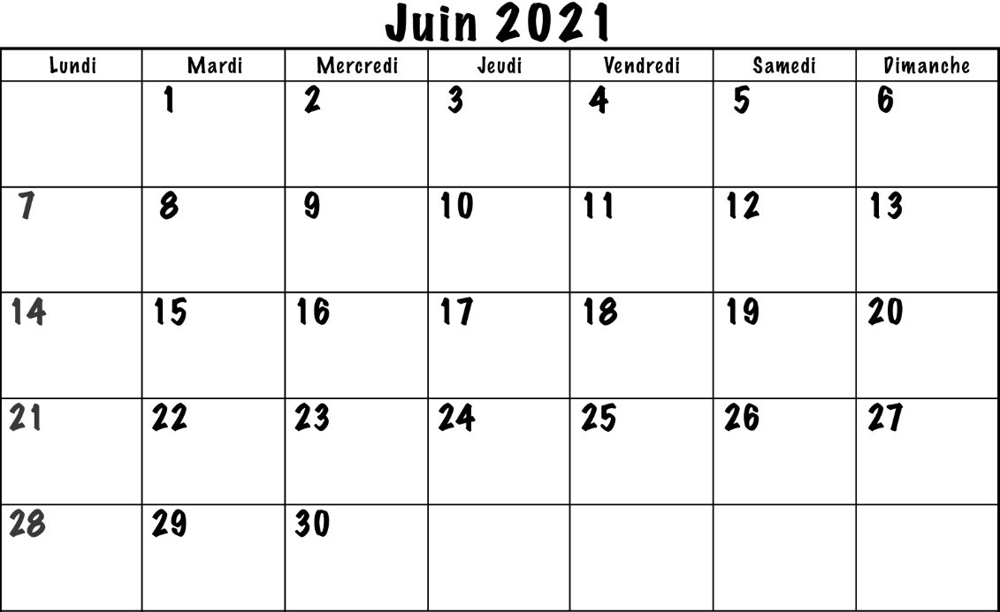 Juin 2021
Lundi Mardi Mercredi Jeudi Vendredi Samedi Dimanche
1 2 3 4 5 6
7 8 9 10 11 12 13
14 15 16 17 18 19 20
21 22 23 24 25 26 27
28 29 30